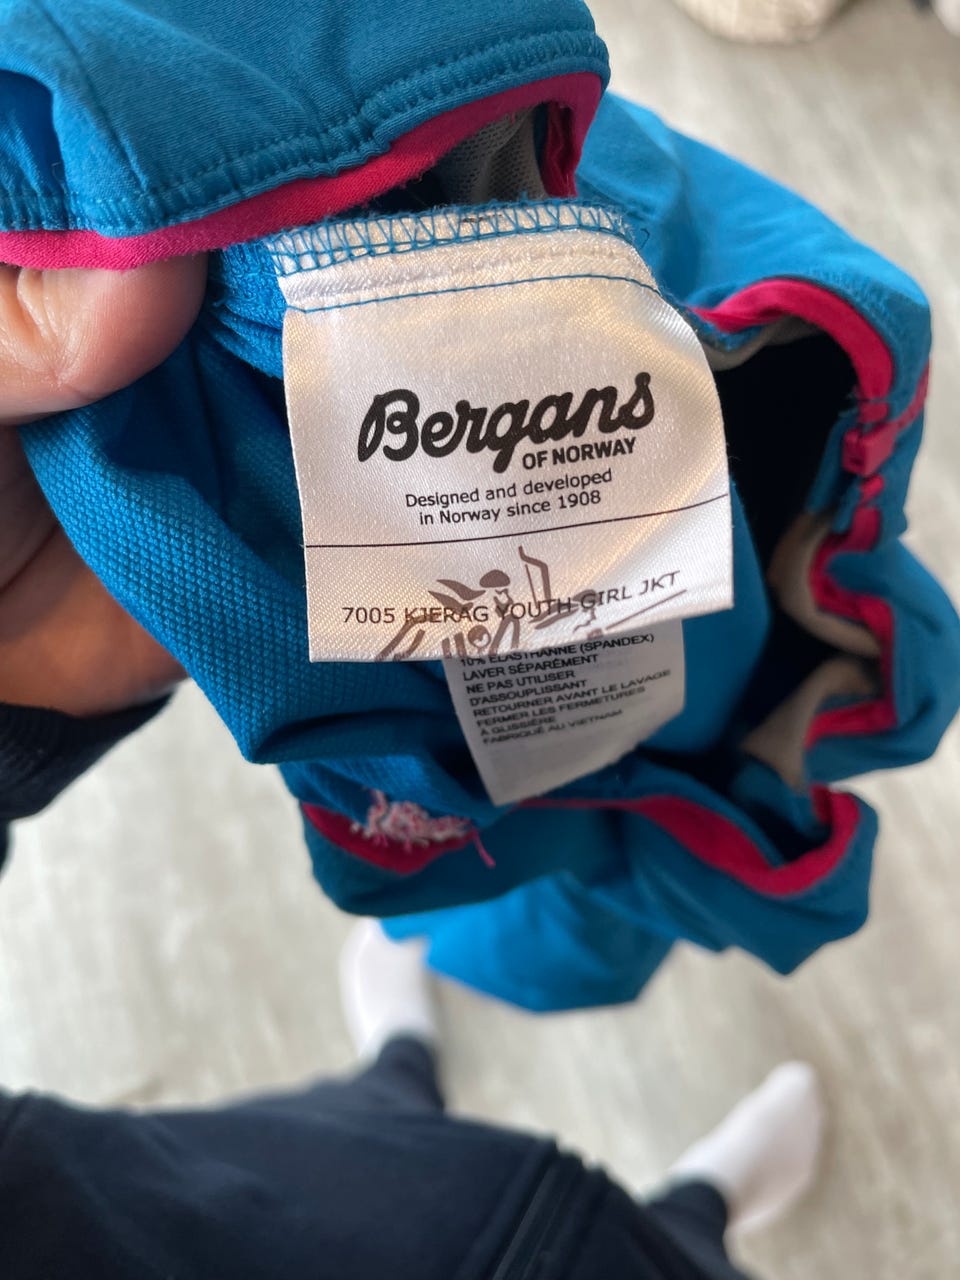 Bergans
OF NORWAY
Designed and developed
in Norway since 1908
7005 KJERAG YOUTH GIRL JKT
10% ELASTHANNE (SPANDEX)
LAVER SÉPARÉMENT
NE PAS UTILISER
D'ASSOUPLISSANT
RETOURNER AVANT LE LAVAGE
FERMER LES FERMETURES
À GLISSIÈRE
FABRIQUÉ AU VIETNAM